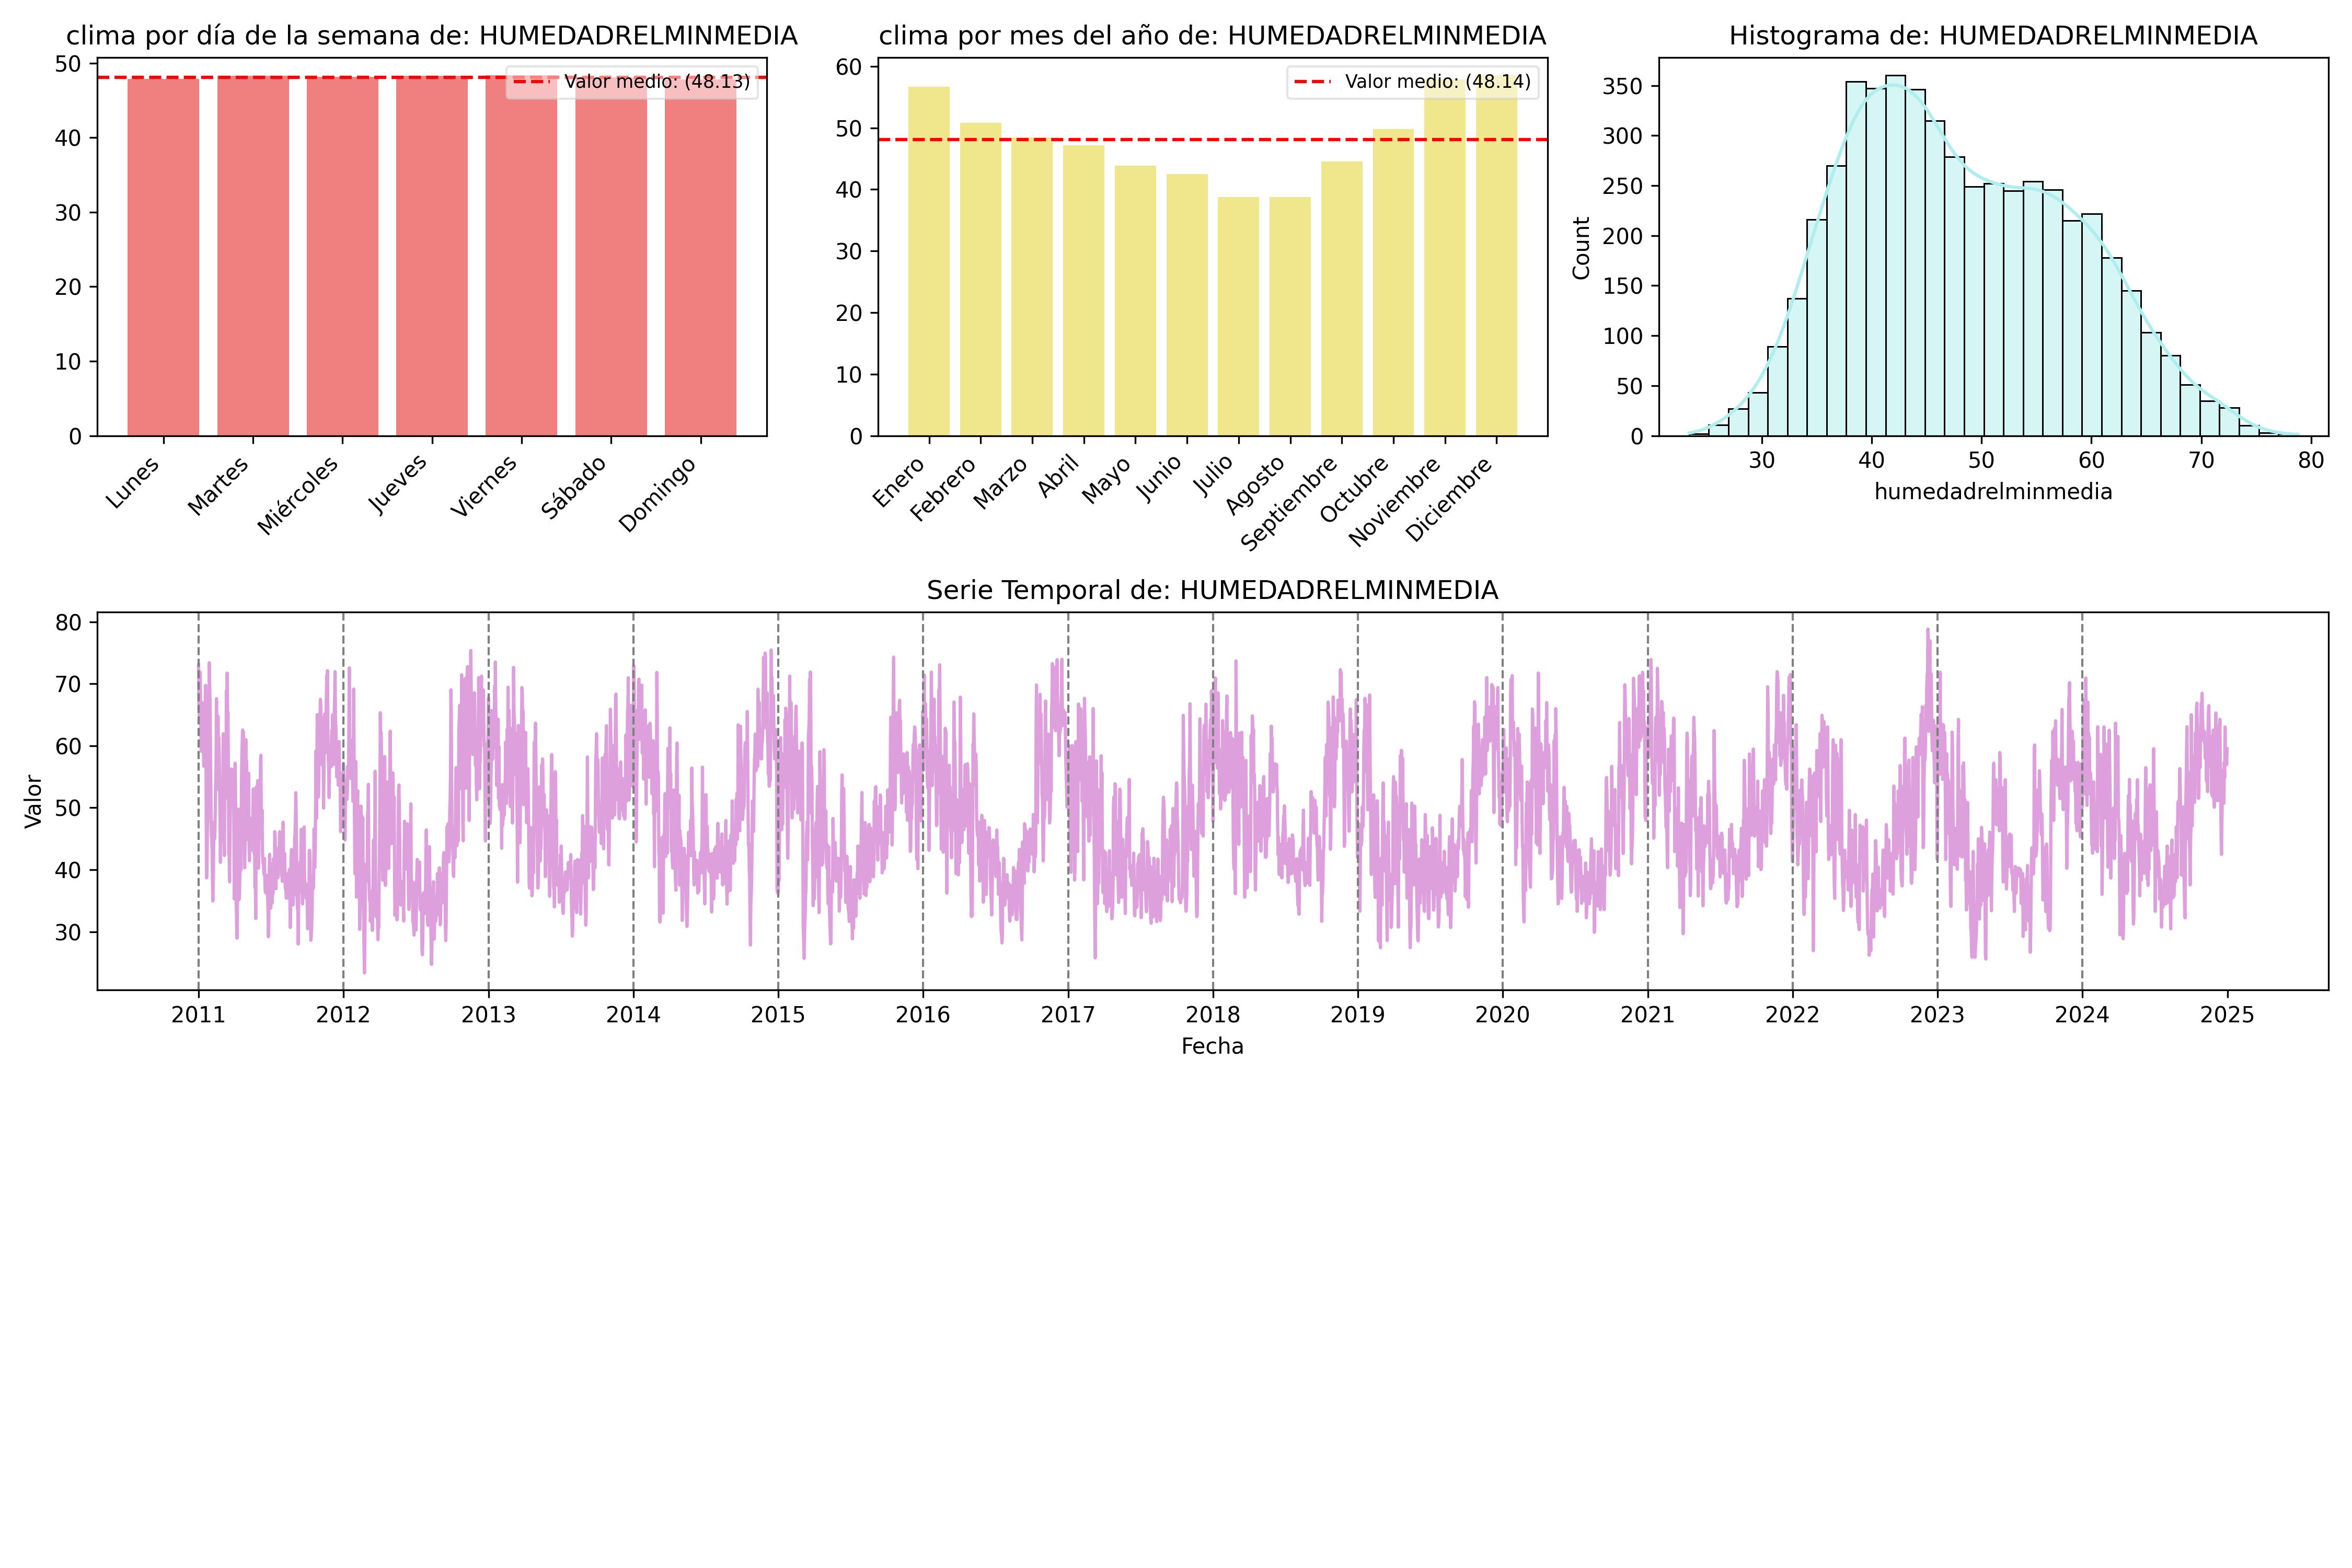 clima por día de la semana de: HUMEDADRELMINMEDIA
50
40
30
20
10
0
Valor medio: (48.13)
Lunes
Martes
Miércoles
Jueves
Viernes
Sábado
Domingo
clima por mes del año de: HUMEDADRELMINMEDIA
60
50
40
30
20
10
0
Valor medio: (48.14)
Enero
Febrero
Marzo
Abril
Mayo
Junio
Julio
Agosto
Septiembre
Octubre
Noviembre
Diciembre
Histograma de: HUMEDADRELMINMEDIA
Count
350
300
250
200
150
100
50
0
30 40 50 60 70 80
humedadrelminmedia
Serie Temporal de: HUMEDADRELMINMEDIA
Valor
80
70
60
50
40
30
2011 2012 2013 2014 2015 2016 2017 2018 2019 2020 2021 2022 2023 2024 2025
Fecha